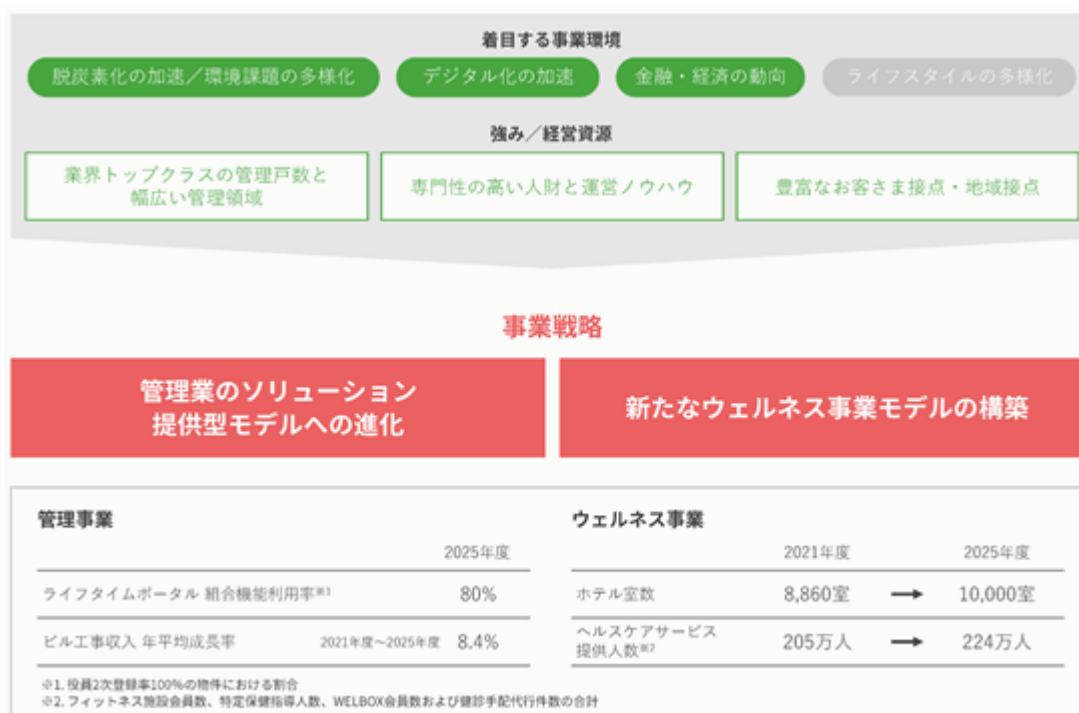 着目する事業環境
脱炭素化の加速／環境課題の多様化 デジタル化の加速 金融・経済の動向 ライフスタイルの多様化
強み／経営資源
業界トップクラスの管理戸数と
幅広い管理領域
専門性の高い人財と運営ノウハウ
豊富なお客さま接点・地域接点
事業戦略
管理業のソリューション
提供型モデルへの進化
新たなウェルネス事業モデルの構築
管理事業
2025年度
ライフタイムポータル 組合機能利用率※1 80%
ビル工事収入 年平均成長率 2021年度〜2025年度 8.4%
ウェルネス事業
2021年度 2025年度
ホテル室数 8,860室 → 10,000室
ヘルスケアサービス
提供人数※2 205万人 → 224万人
※1. 役員2次登録率100%の物件における割合
※2. フィットネス施設会員数、特定保健指導人数、WELBOX会員数および健診手配代行件数の合計